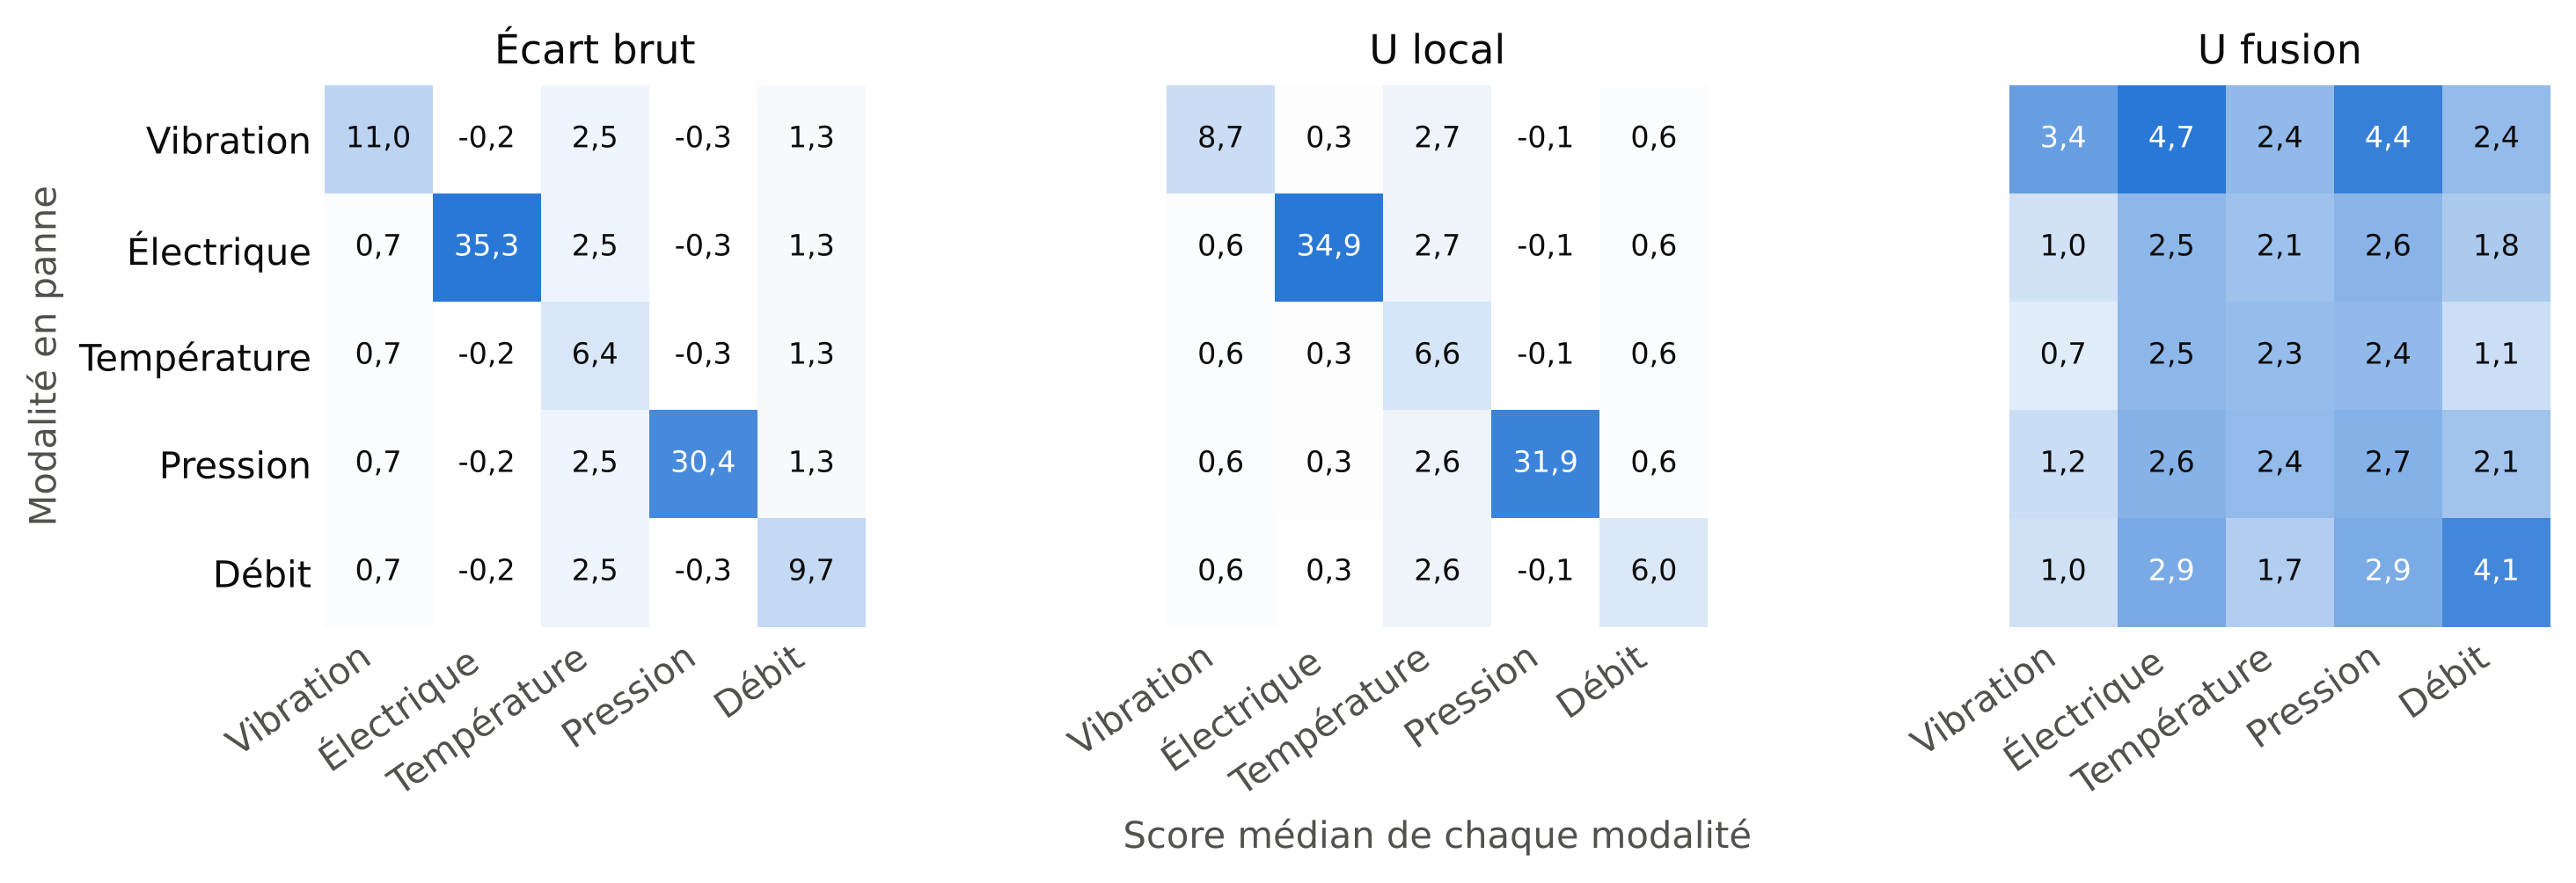 Écart brut
U local
U fusion
Modalité en panne
Vibration 11,0 -0,2 2,5 -0,3 1,3 8,7 0,3 2,7 -0,1 0,6 3,4 4,7 2,4 4,4 2,4
Électrique 0,7 35,3 2,5 -0,3 1,3 0,6 34,9 2,7 -0,1 0,6 1,0 2,5 2,1 2,6 1,8
Température 0,7 -0,2 6,4 -0,3 1,3 0,6 0,3 6,6 -0,1 0,6 0,7 2,5 2,3 2,4 1,1
Pression 0,7 -0,2 2,5 30,4 1,3 0,6 0,3 2,6 31,9 0,6 1,2 2,6 2,4 2,7 2,1
Débit 0,7 -0,2 2,5 -0,3 9,7 0,6 0,3 2,6 -0,1 6,0 1,0 2,9 1,7 2,9 4,1
Vibration Électrique Température Pression Débit
Vibration Électrique Température Pression Débit
Vibration Électrique Température Pression Débit
Score médian de chaque modalité